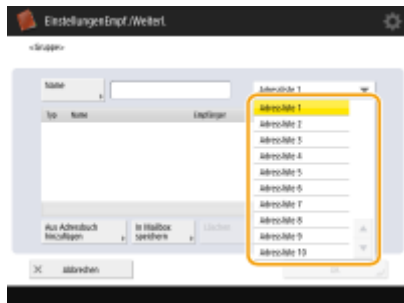 Einstellungen Empf./Weiterl.
<Gruppe>
Name
Adressliste 1
Typ Name Empfänger
Adressliste 1
Adressliste 2
Adressliste 3
Adressliste 4
Adressliste 5
Adressliste 6
Adressliste 7
Adressliste 8
Adressliste 9
Adressliste 10
Aus Adressbuch
hinzufügen
In Mailbox
speichern
Löschen
Abbrechen
OK